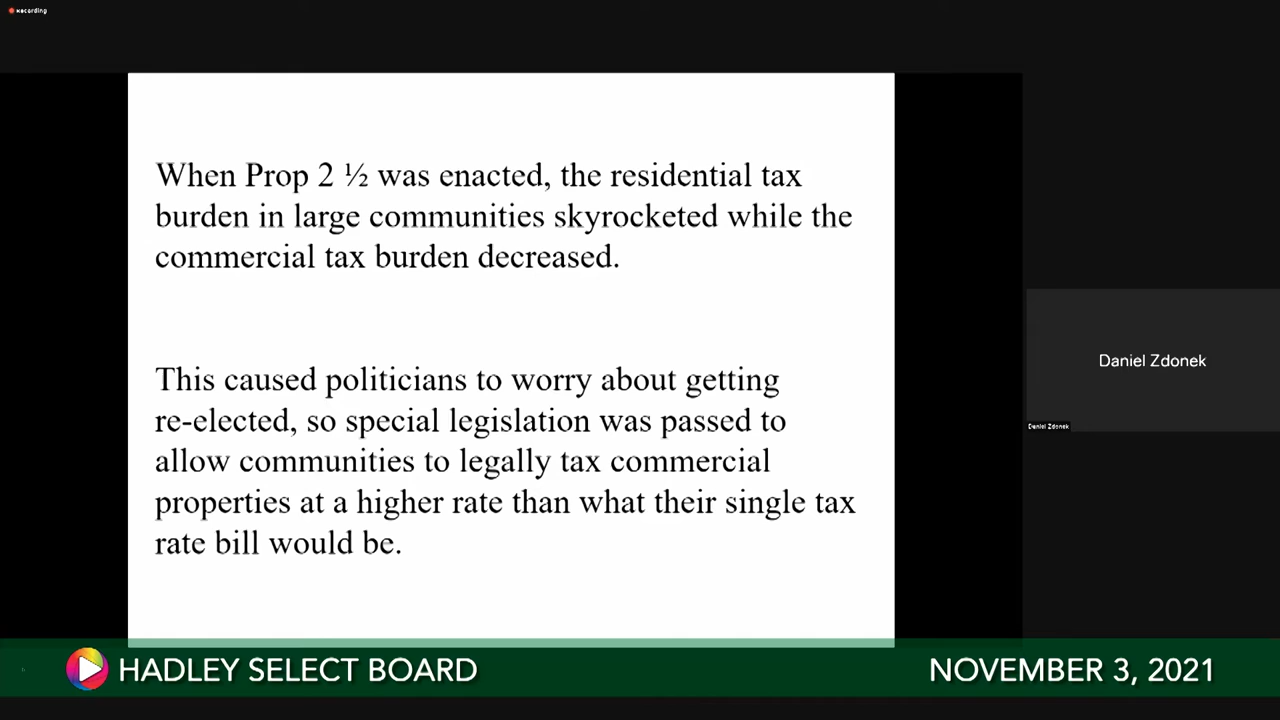 Recording
When Prop 2 ½ was enacted, the residential tax
burden in large communities skyrocketed while the
commercial tax burden decreased.
This caused politicians to worry about getting
re-elected, so special legislation was passed to
allow communities to legally tax commercial
properties at a higher rate than what their single tax
rate bill would be.
Daniel Zdonek
Daniel Zdonek
HADLEY SELECT BOARD
NOVEMBER 3, 2021